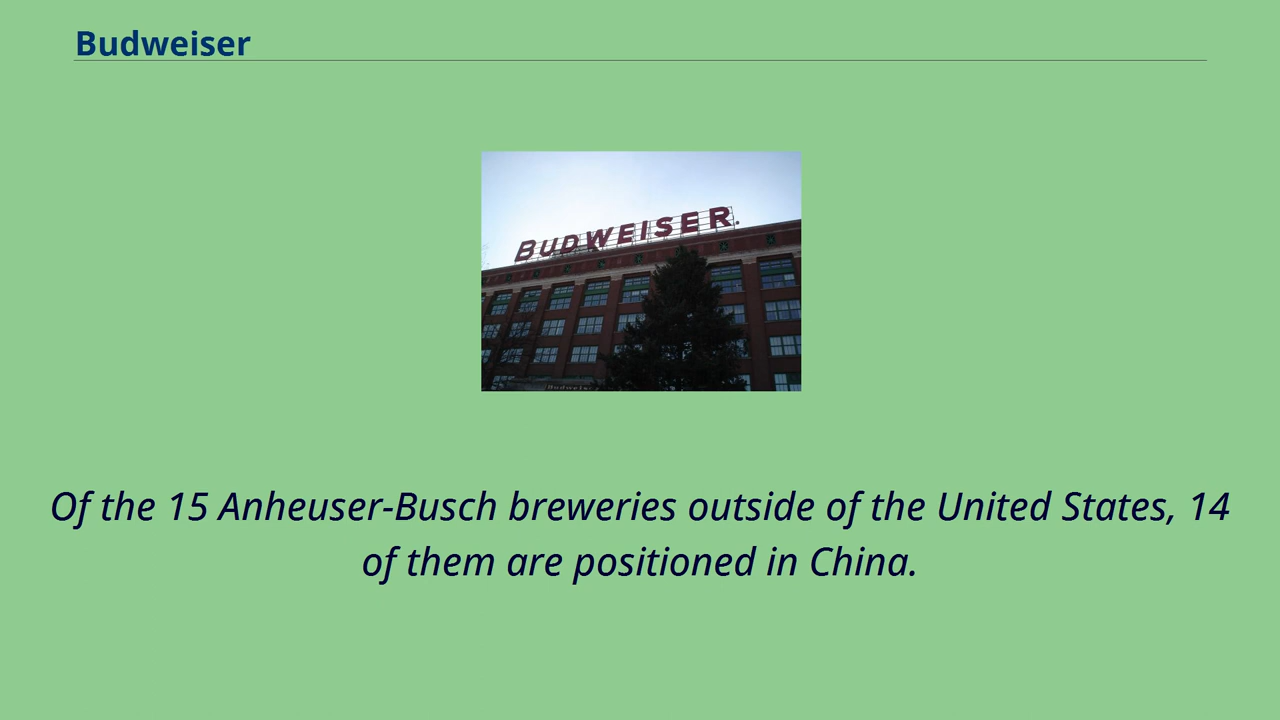 Budweiser
BUDWEISER.
Budweiser
Of the 15 Anheuser-Busch breweries outside of the United States, 14
of them are positioned in China.